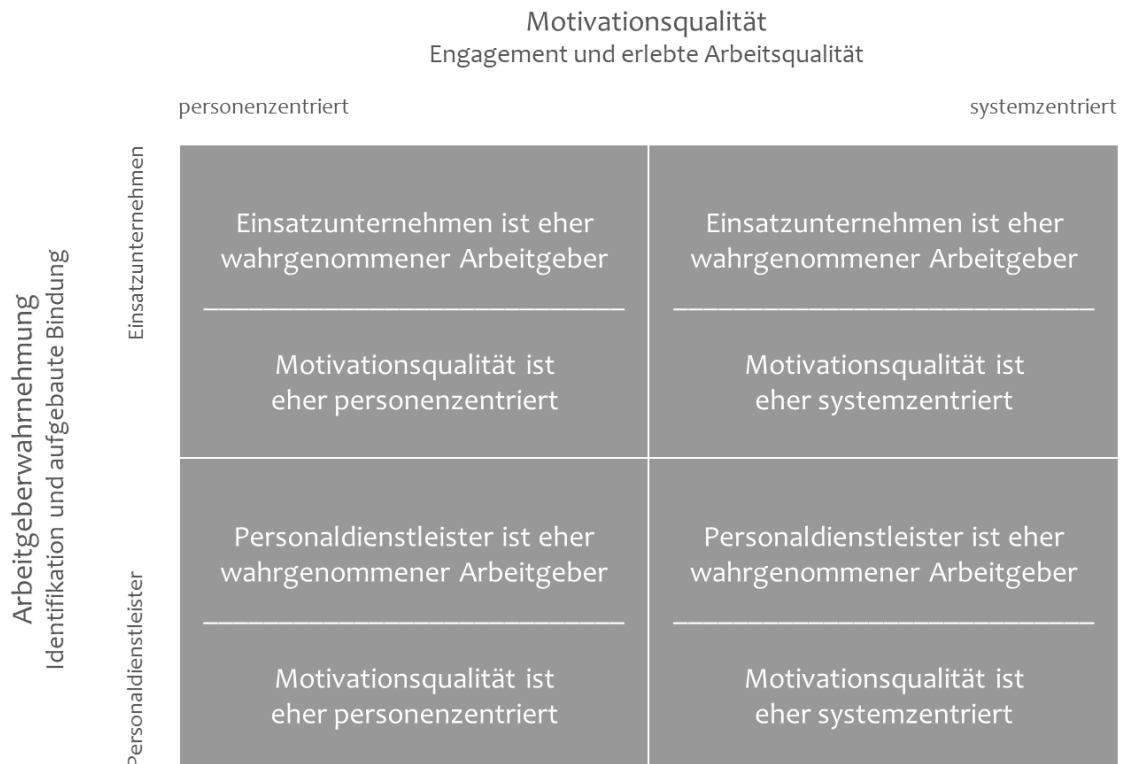 Motivationsqualität
Engagement und erlebte Arbeitsqualität
personenzentriert
systemzentriert
Arbeitgeberwahrnehmung
Identifikation und aufgebaute Bindung
Einsatzunternehmen
Einsatzunternehmen ist eher
wahrgenommener Arbeitgeber
Motivationsqualität ist
eher personenzentriert
Einsatzunternehmen ist eher
wahrgenommener Arbeitgeber
Motivationsqualität ist
eher systemzentriert
Personaldienstleister
Personaldienstleister ist eher
wahrgenommener Arbeitgeber
Motivationsqualität ist
eher personenzentriert
Personaldienstleister ist eher
wahrgenommener Arbeitgeber
Motivationsqualität ist
eher systemzentriert